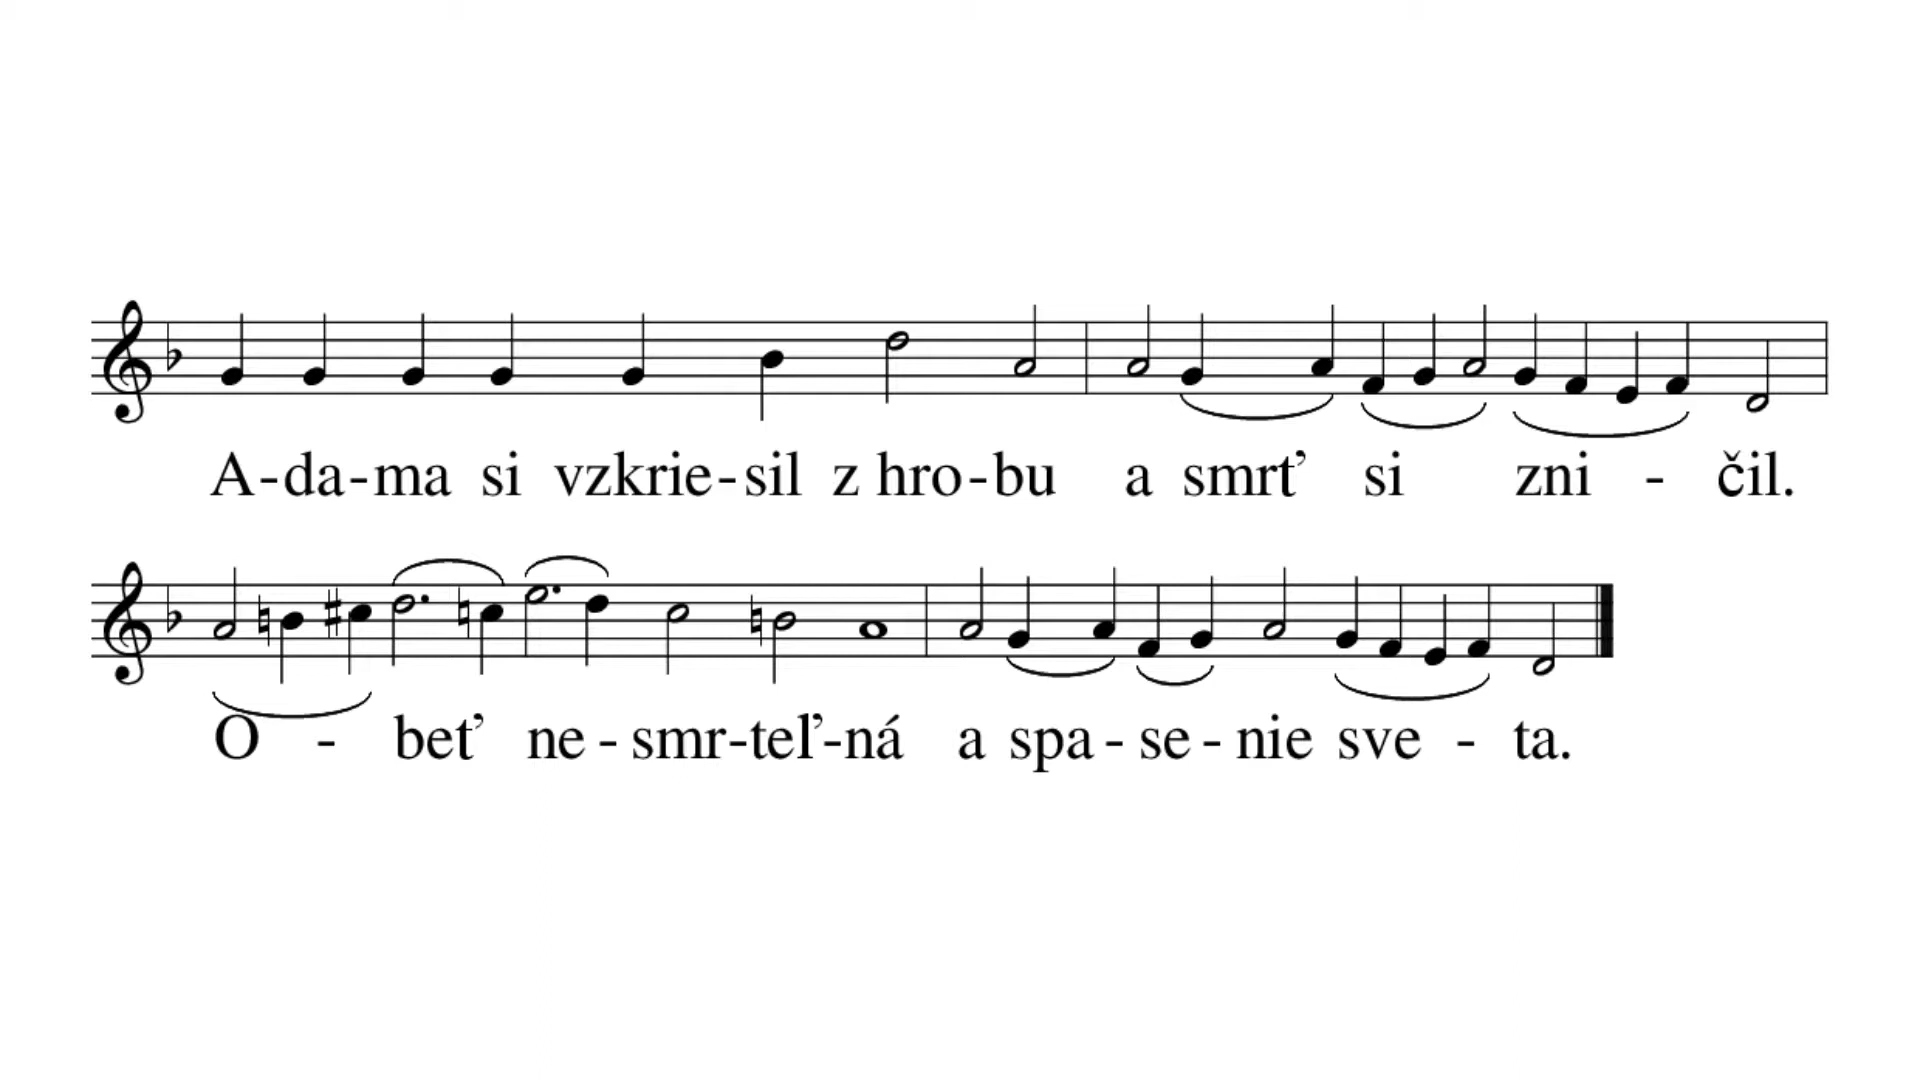 A-da-ma si vzkrie-sil z hro-bu a smrť si zni - čil.
O - beť ne-smr-teľ-ná a spa-se-nie sve - ta.